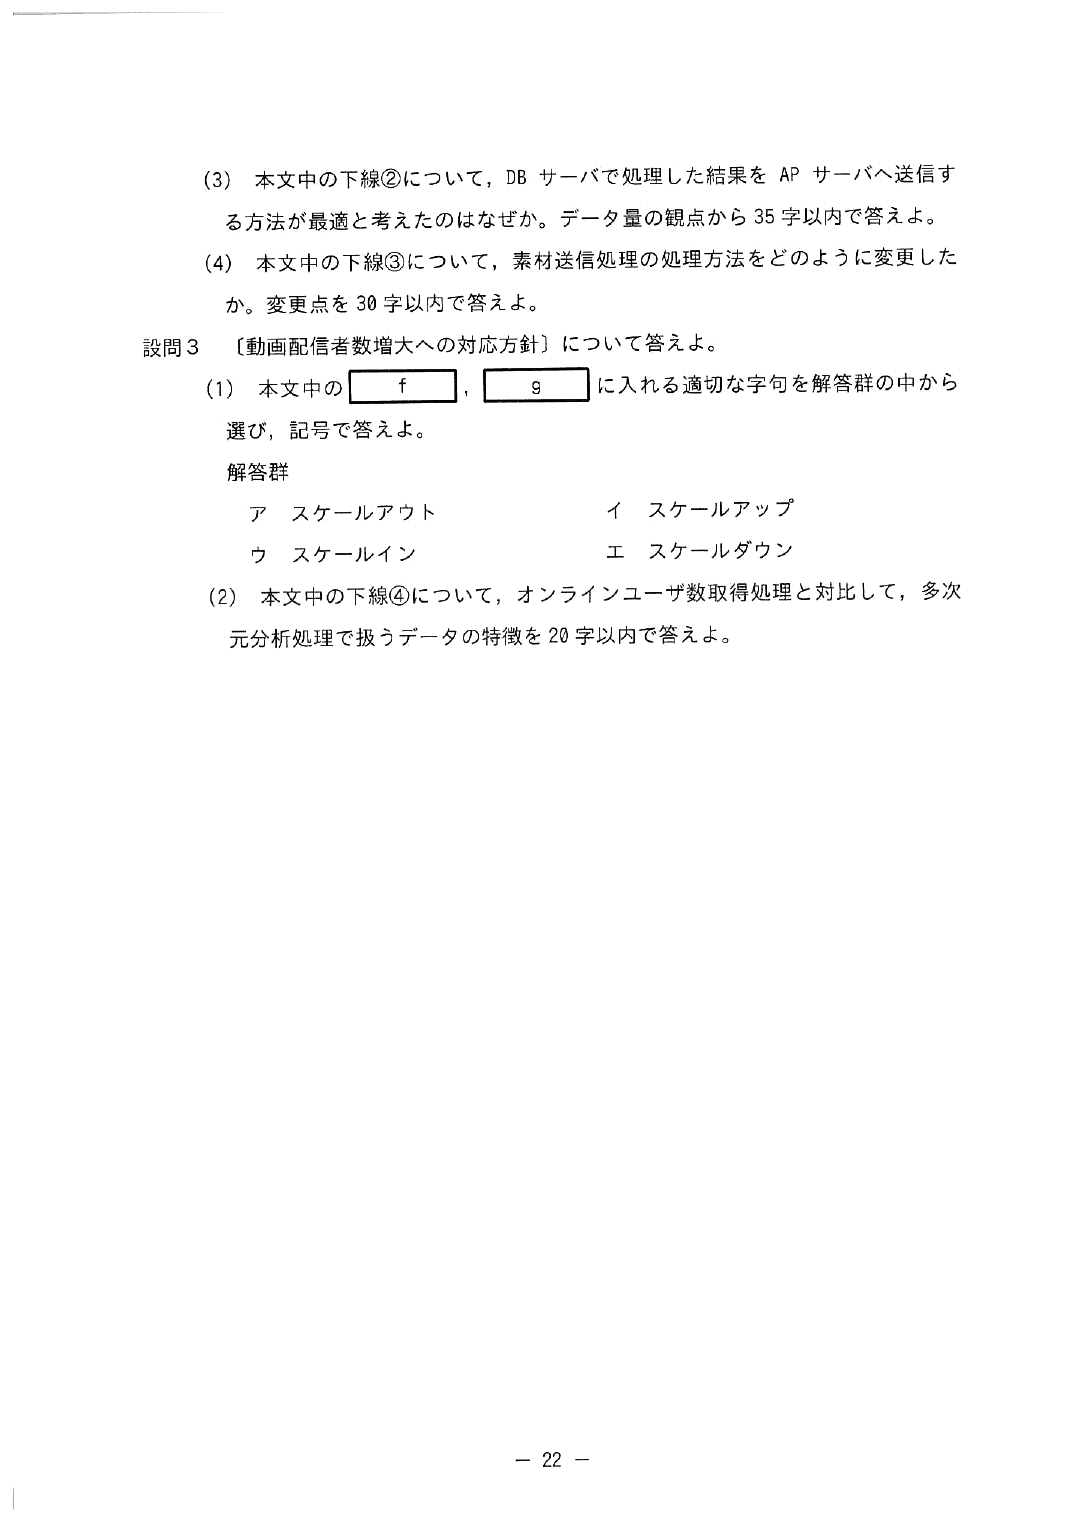 (3) 本文中の下線②について，DB サーバで処理した結果を AP サーバへ送信す
る方法が最適と考えたのはなぜか。データ量の観点から 35 字以内で答えよ。
(4) 本文中の下線③について，素材送信処理の処理方法をどのように変更した
か。変更点を 30 字以内で答えよ。
設問３ 〔動画配信者数増大への対応方針〕について答えよ。
(1) 本文中の f ， g に入れる適切な字句を解答群の中から
選び，記号で答えよ。
解答群
ア スケールアウト イ スケールアップ
ウ スケールイン エ スケールダウン
(2) 本文中の下線④について，オンラインユーザ数取得処理と対比して，多次
元分析処理で扱うデータの特徴を 20 字以内で答えよ。
－ 22 －